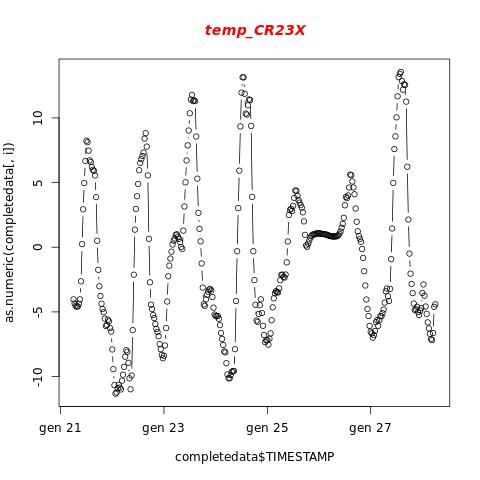 temp_CR23X
as.numeric(completedata[, i])
10
5
0
-5
-10
gen 21
gen 23
gen 25
gen 27
completedata$TIMESTAMP